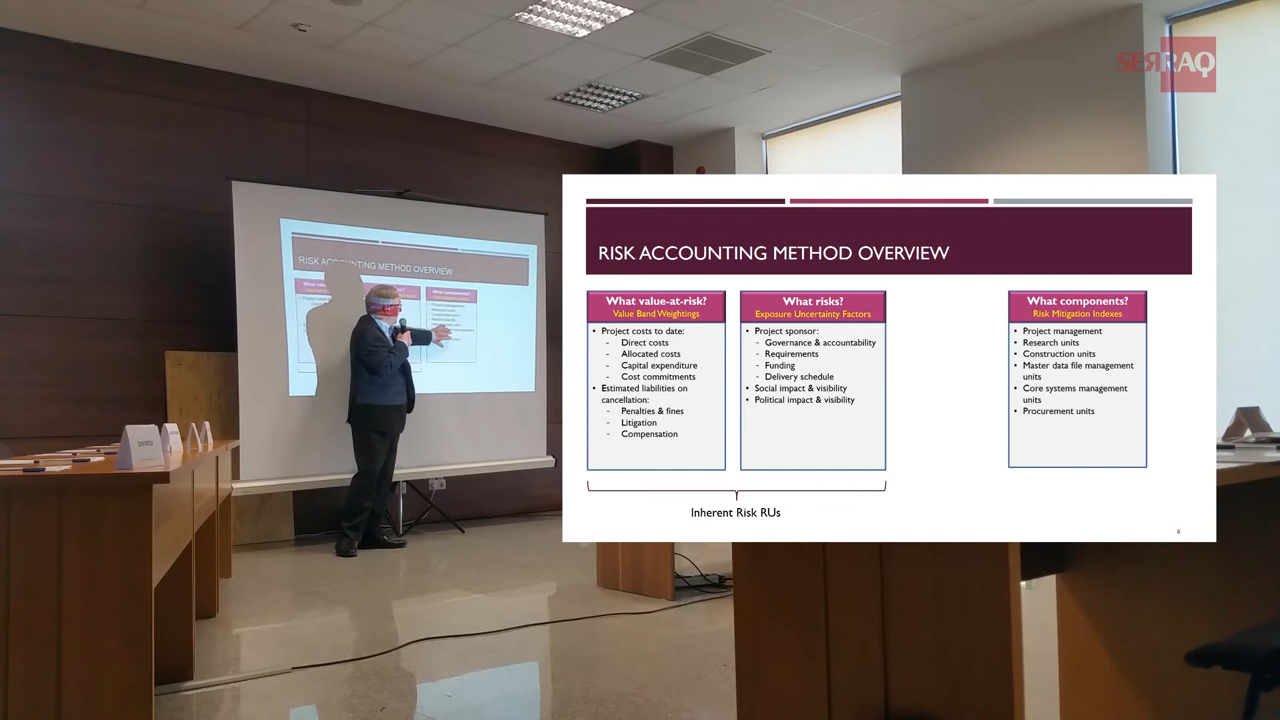 SERRAQ
RISK ACCOUNTING METHOD OVERVIEW
What value-at-risk?
Value Band Weightings
• Project costs to date:
- Direct costs
- Allocated costs
- Capital expenditure
- Cost commitments
• Estimated liabilities on
cancellation:
- Penalties & fines
- Litigation
- Compensation
What risks?
Exposure Uncertainty Factors
• Project sponsor:
- Governance & accountability
- Requirements
- Funding
- Delivery schedule
• Social impact & visibility
• Political impact & visibility
What components?
Risk Mitigation Indexes
• Project management
• Research units
• Construction units
• Master data file management
units
• Core systems management
units
• Procurement units
Inherent Risk RUs
8
RISK ACCOUNTING METHOD OVERVIEW
What components?